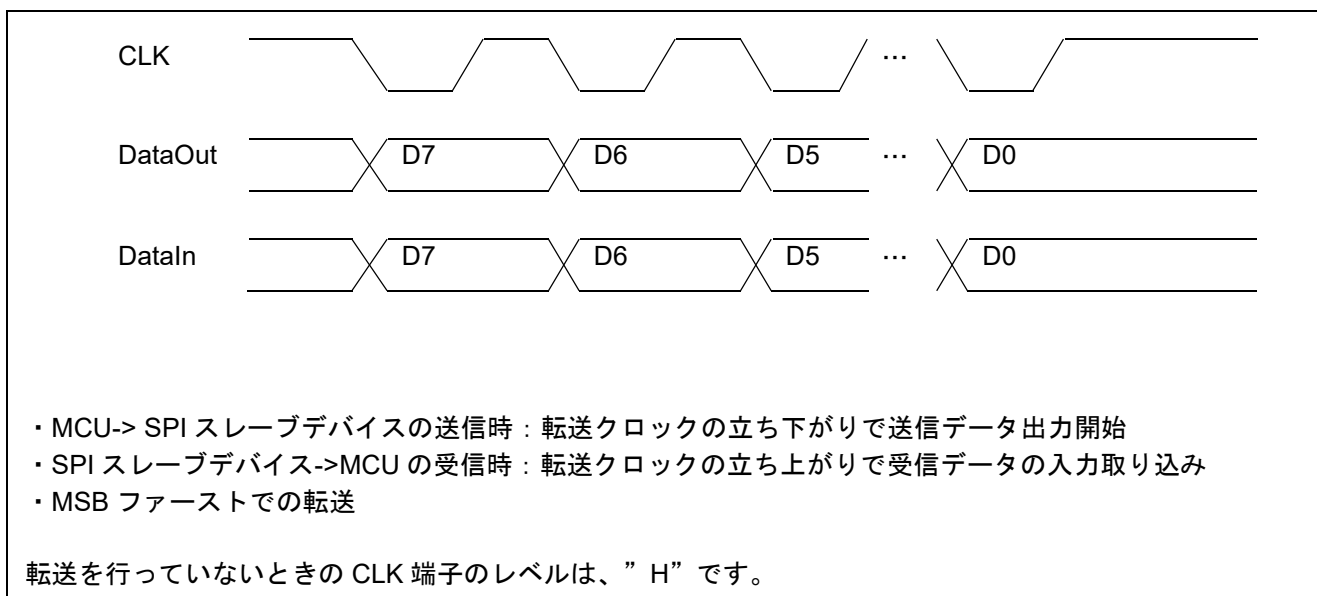 CLK ...
DataOut D7 D6 D5 ... D0
DataIn D7 D6 D5 ... D0
・MCU-> SPI スレーブデバイスの送信時：転送クロックの立ち下がりで送信データ出力開始
・SPI スレーブデバイス->MCU の受信時：転送クロックの立ち上がりで受信データの入力取り込み
・MSB ファーストでの転送
転送を行っていないときの CLK 端子のレベルは、”H”です。